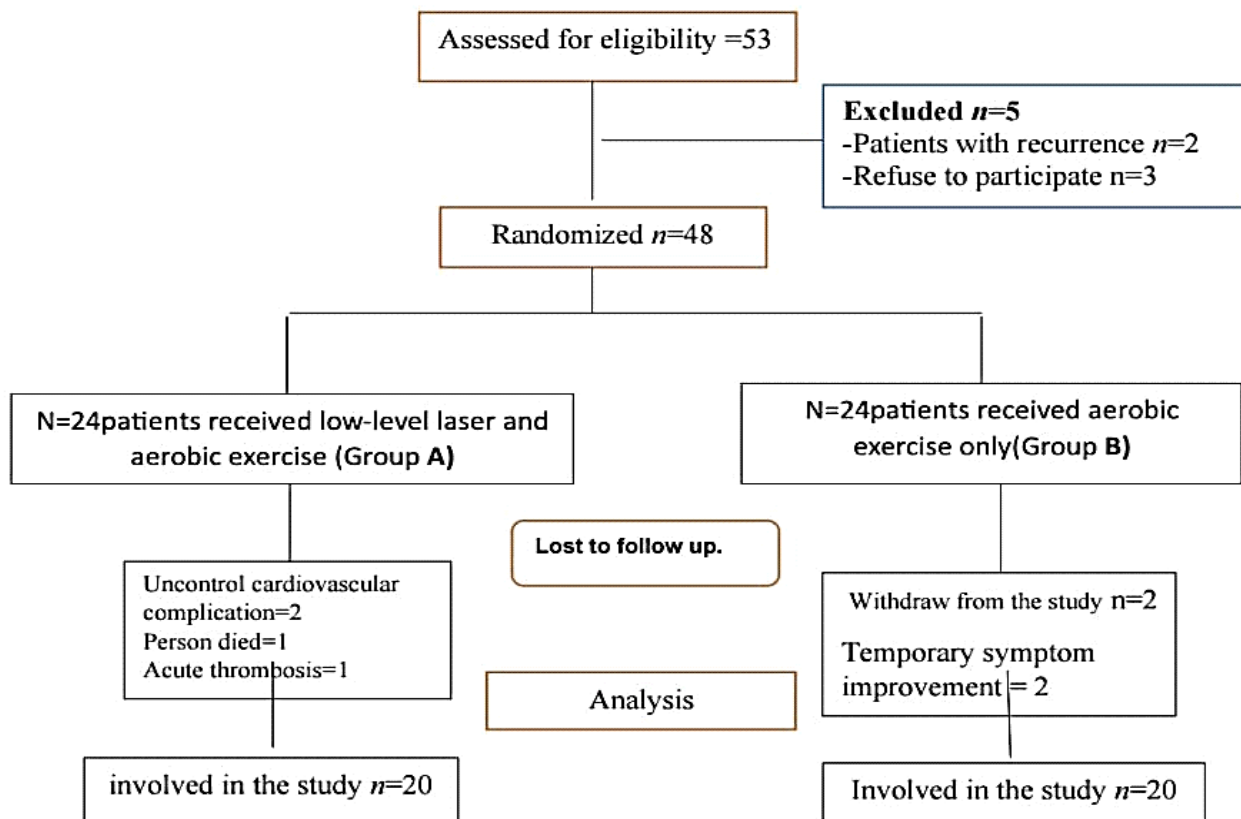 Assessed for eligibility =53
Excluded n=5
-Patients with recurrence n=2
-Refuse to participate n=3
Randomized n=48
N=24patients received low-level laser and
aerobic exercise (Group A)
N=24patients received aerobic
exercise only(Group B)
Lost to follow up.
Uncontrol cardiovascular
complication=2
Person died=1
Acute thrombosis=1
Withdraw from the study n=2
Temporary symptom
improvement = 2
Analysis
involved in the study n=20
Involved in the study n=20